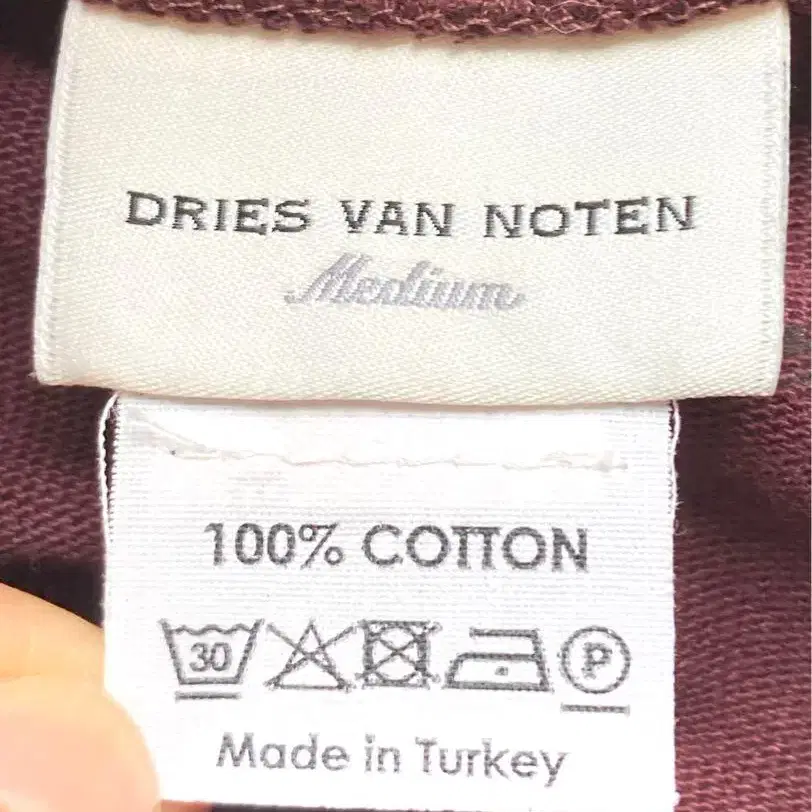 DRIES VAN NOTEN
Medium
100% COTTON
30 P
Made in Turkey